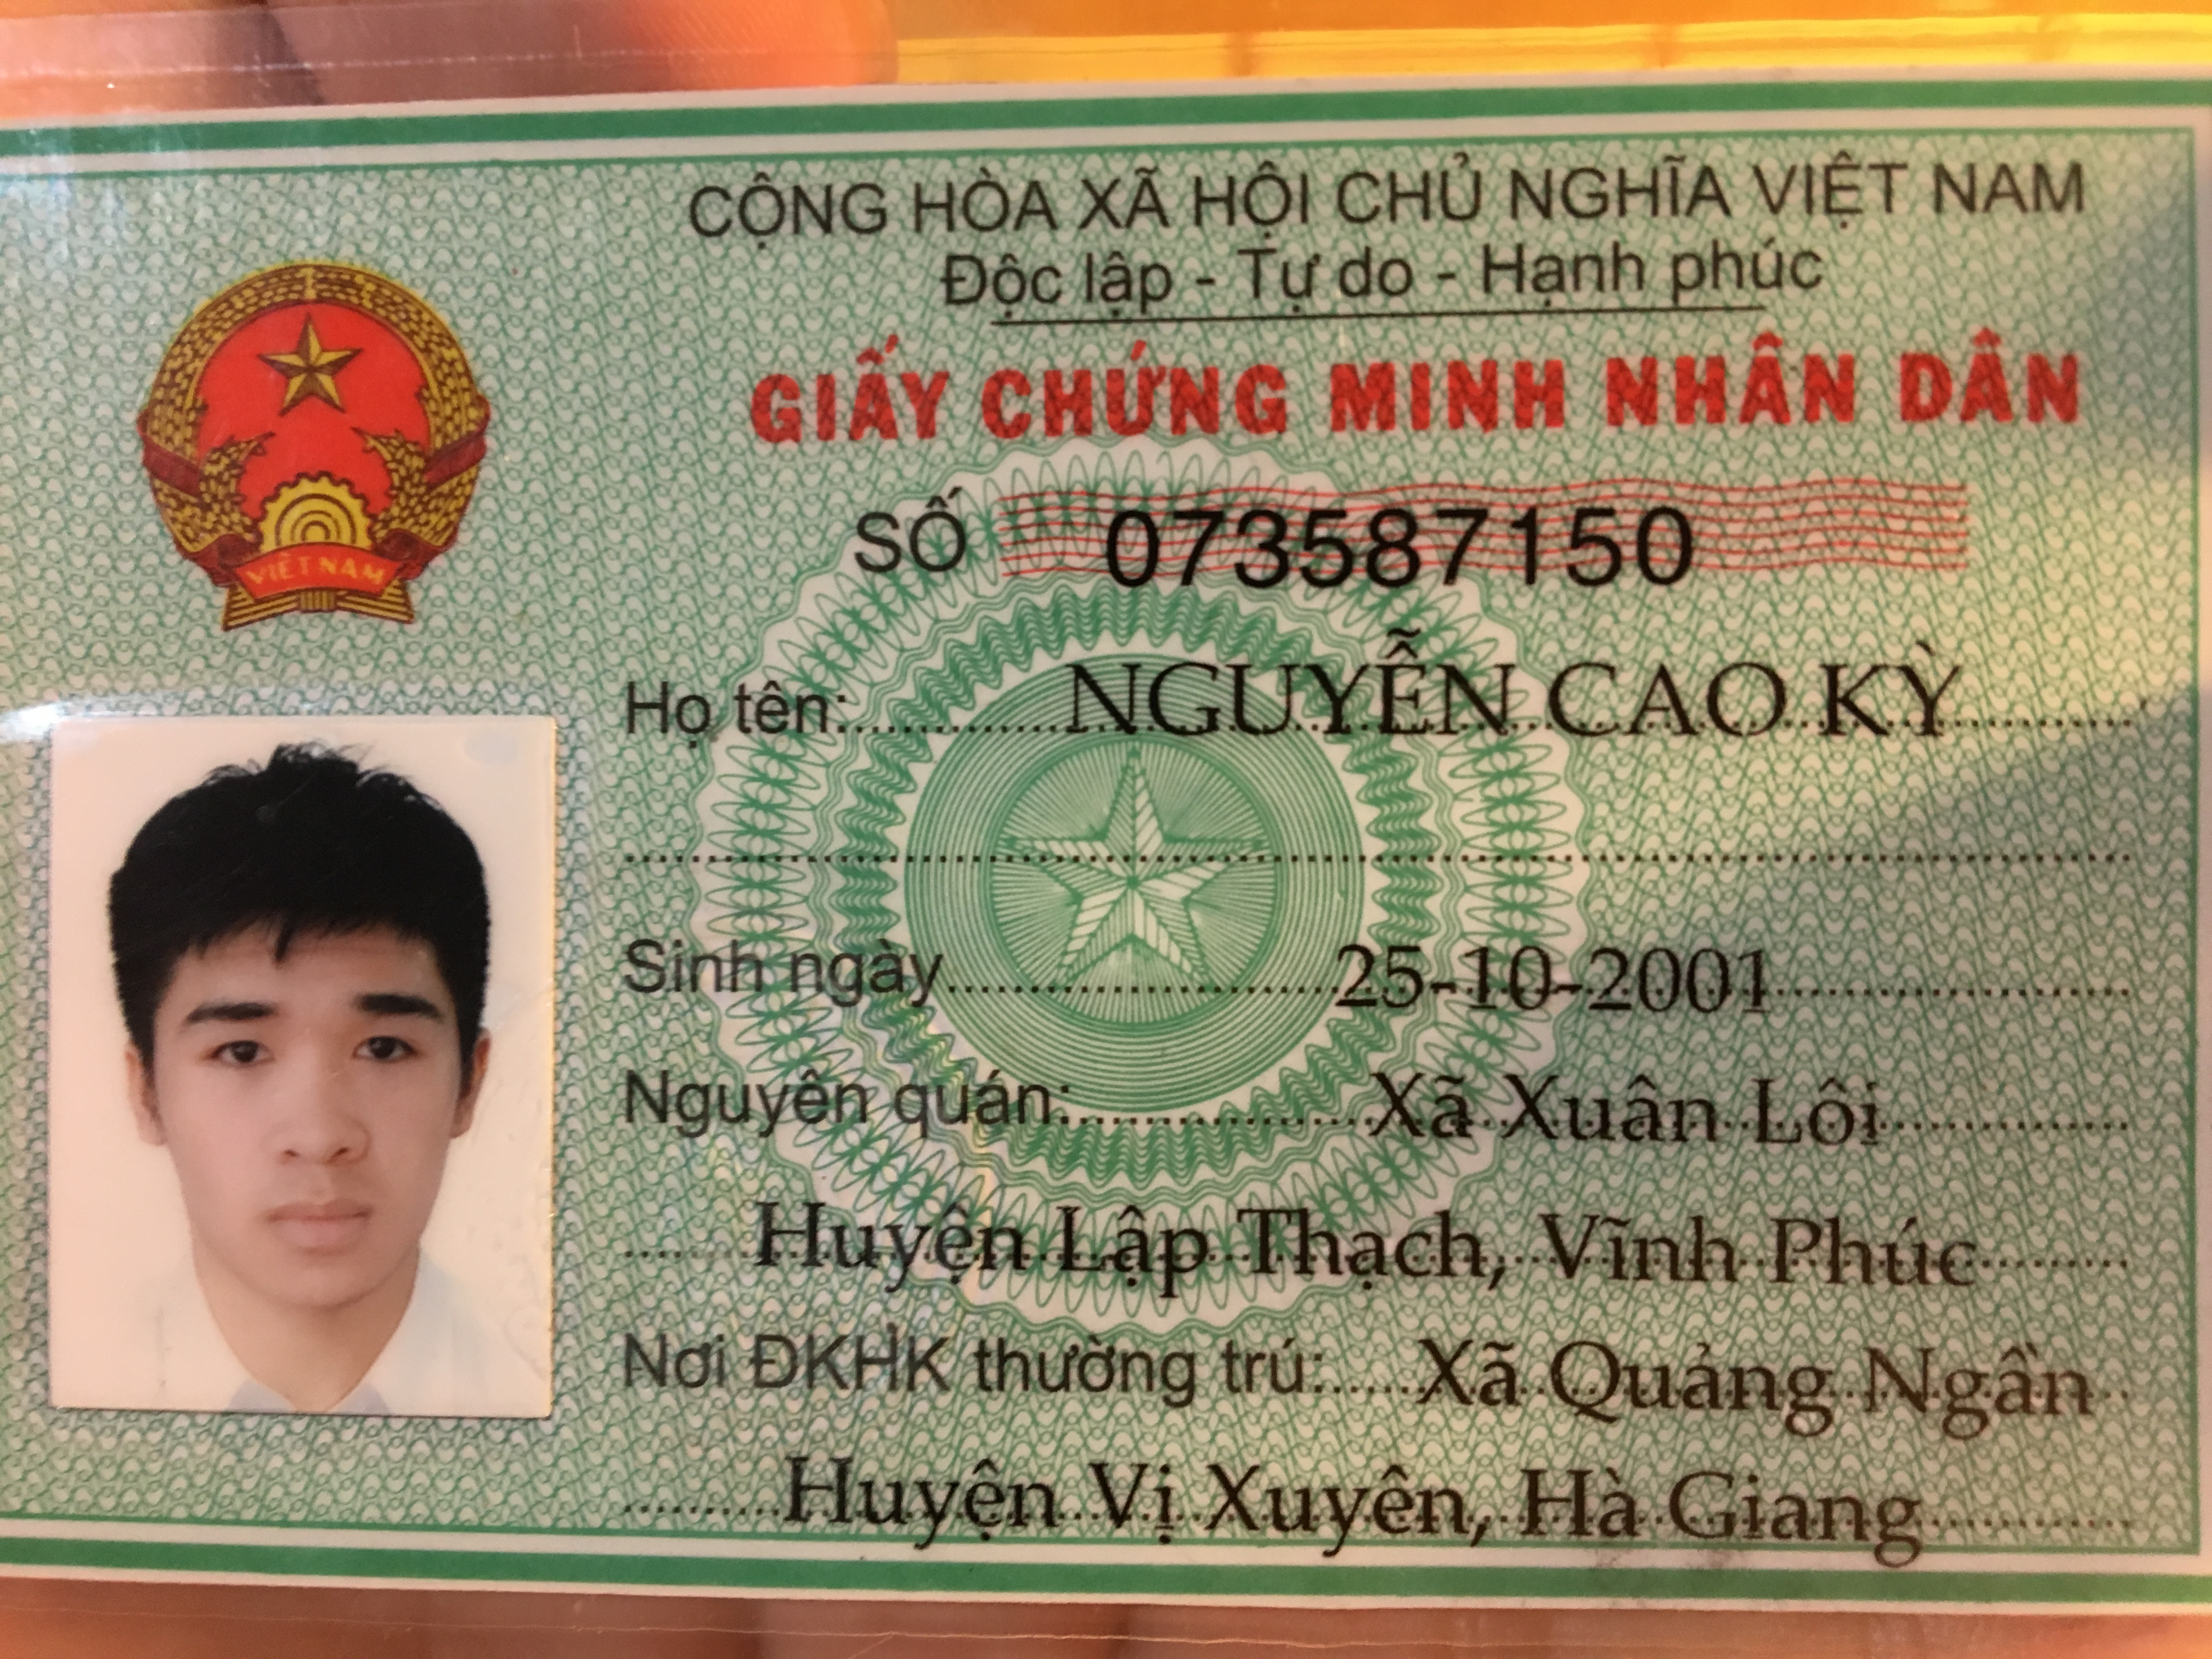 CỘNG HÒA XÃ HỘI CHỦ NGHĨA VIỆT NAM
Độc lập - Tự do - Hạnh phúc
GIẤY CHỨNG MINH NHÂN DÂN
VIỆT NAM
SỐ 073587150
Họ tên: NGUYỄN CAO KỲ
Sinh ngày 25-10-2001
Nguyên quán: Xã Xuân Lôi
Huyện Lập Thạch, Vĩnh Phúc
Nơi ĐKHK thường trú: Xã Quảng Ngần
Huyện Vị Xuyên, Hà Giang